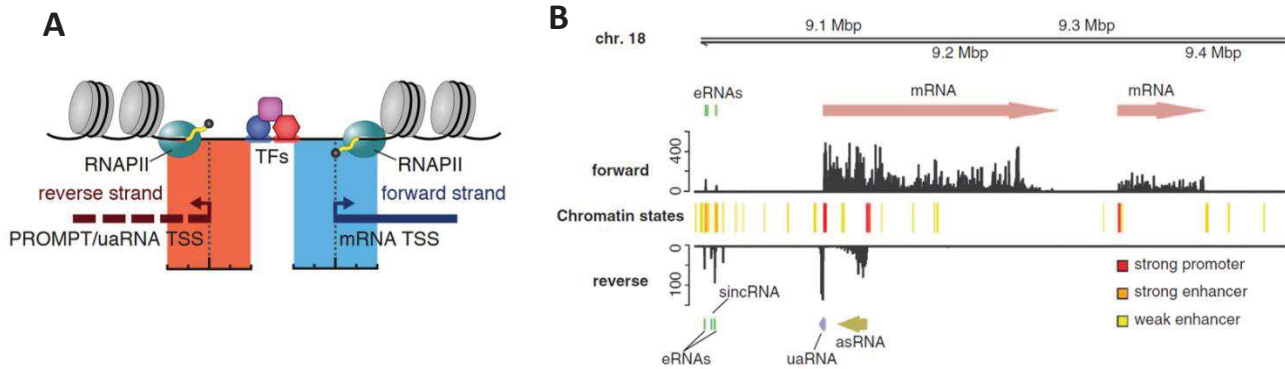 A
RNAPII
TFs
RNAPII
reverse strand
forward strand
PROMPT/uaRNA TSS
mRNA TSS
B
chr. 18
9.1 Mbp
9.3 Mbp
9.2 Mbp
9.4 Mbp
eRNAs
mRNA
mRNA
forward
400
0
Chromatin states
0
100
reverse
sincRNA
eRNAs
uaRNA
asRNA
strong promoter
strong enhancer
weak enhancer